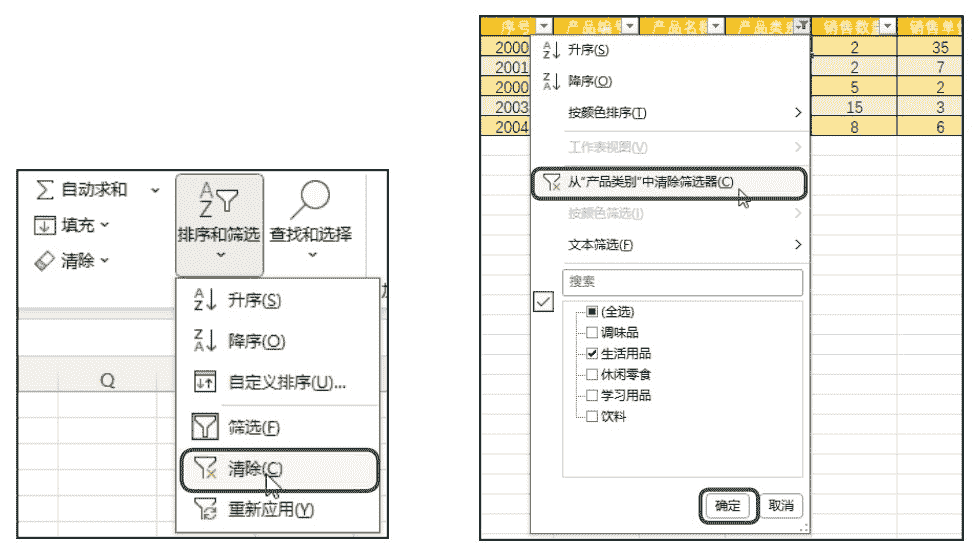 自动求和
填充
清除
排序和筛选
查找和选择
升序(S)
降序(O)
自定义排序(U)...
筛选(F)
清除(C)
重新应用(Y)
Q
序号 产品编号 产品名称 产品类别 销售数量 销售单价
2000 2 35
2001 2 7
2000 5 2
2003 15 3
2004 8 6
升序(S)
降序(O)
按颜色排序(T)
工作表视图(V)
从"产品类别"中清除筛选器(C)
按颜色筛选(I)
文本筛选(F)
搜索
(全选)
调味品
生活用品
休闲零食
学习用品
饮料
确定 取消